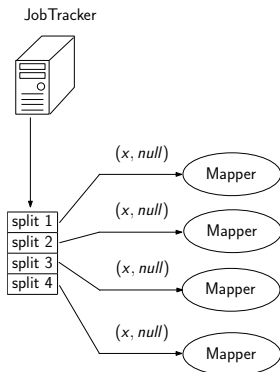 JobTracker
(x, null)
Mapper
split 1
(x, null)
Mapper
split 2
split 3
(x, null)
Mapper
split 4
(x, null)
Mapper